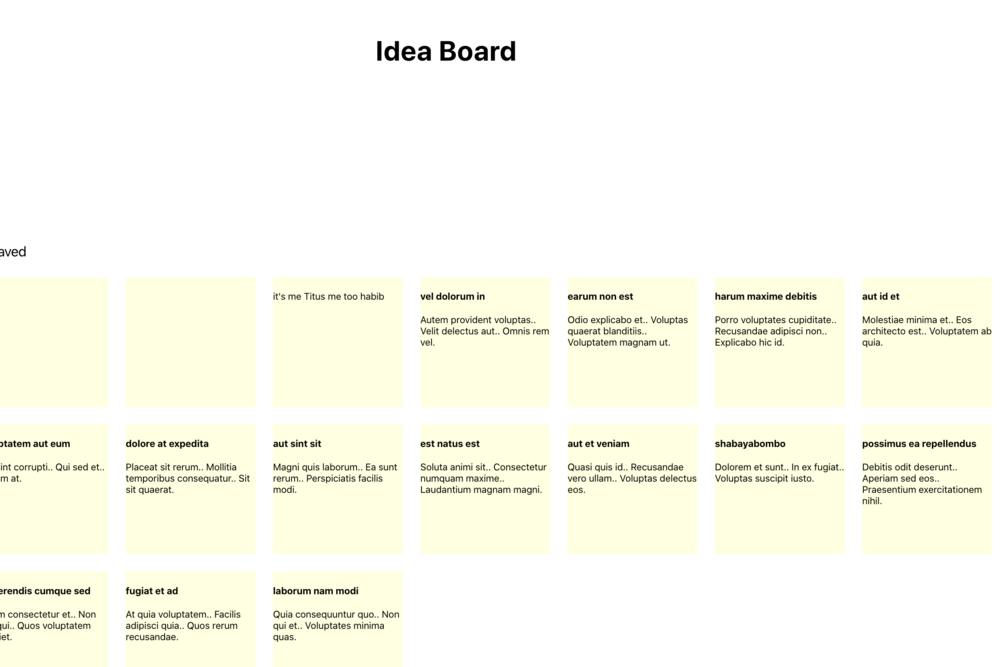 Idea Board
aved
it's me Titus me too habib
vel dolorum in
Autem provident voluptas..
Velit delectus aut.. Omnis rem
vel.
earum non est
Odio explicabo et.. Voluptas
quaerat blanditiis..
Voluptatem magnam ut.
harum maxime debitis
Porro voluptates cupiditate..
Recusandae adipisci non..
Explicabo hic id.
aut id et
Molestiae minima et.. Eos
architecto est.. Voluptatem ab
quia.
ptatem aut eum
int corrupti.. Qui sed et..
m at.
dolore at expedita
Placeat sit rerum.. Mollitia
temporibus consequatur.. Sit
sit quaerat.
aut sint sit
Magni quis laborum.. Ea sunt
rerum.. Perspiciatis facilis
modi.
est natus est
Soluta animi sit.. Consectetur
numquam maxime..
Laudantium magnam magni.
aut et veniam
Quasi quis id.. Recusandae
vero ullam.. Voluptas delectus
eos.
shabayabombo
Dolorem et sunt.. In ex fugiat..
Voluptas suscipit iusto.
possimus ea repellendus
Debitis odit deserunt..
Aperiam sed eos..
Praesentium exercitationem
nihil.
erendis cumque sed
m consectetur et.. Non
qui.. Quos voluptatem
iet.
fugiat et ad
At quia voluptatem.. Facilis
adipisci quia.. Quos rerum
recusandae.
laborum nam modi
Quia consequuntur quo.. Non
qui et.. Voluptates minima
quas.